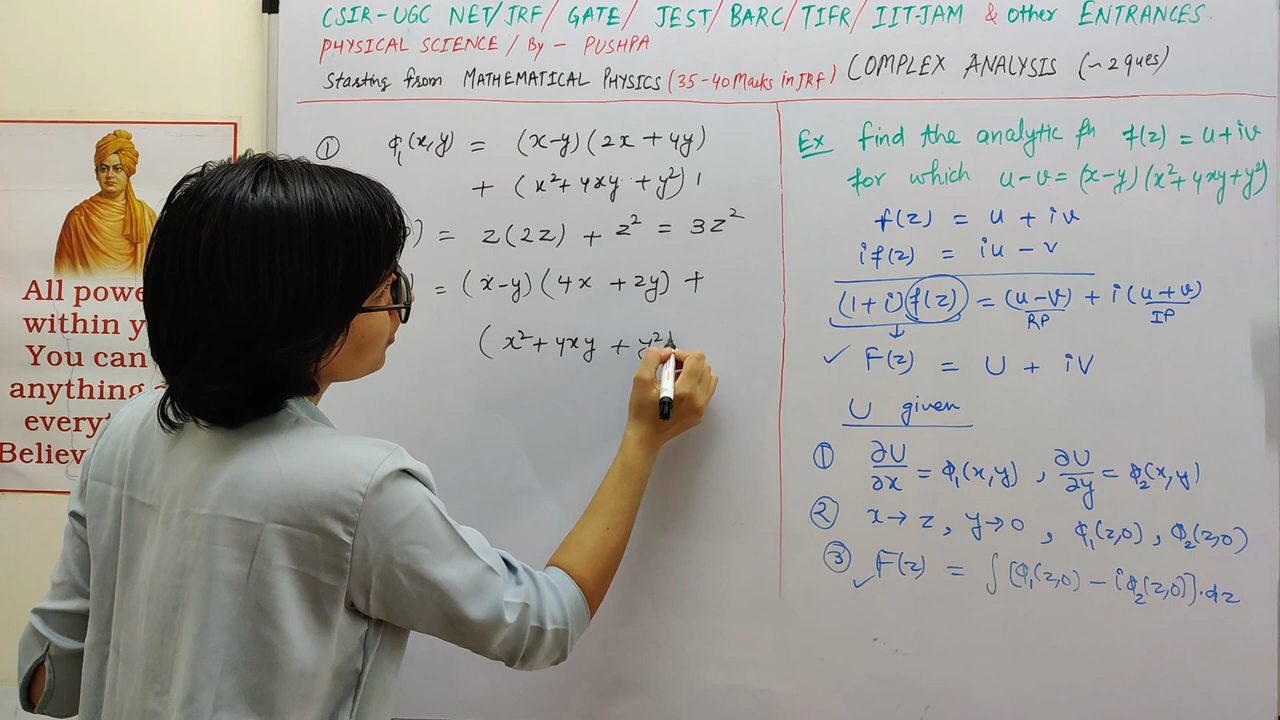 CSIR-UGC NET/JRF/ GATE/ JEST/BARC/TIFR/IIT-JAM & Other ENTRANCES.
PHYSICAL SCIENCE / By - PUSHPA
Starting from MATHEMATICAL PHYSICS (35-40 Marks in JRF) COMPLEX ANALYSIS (~2 ques)
All powe
within y
You can
anything
every
Believ
① ϕ₁(x,y) = (x-y)(2x+4y)
+ (x²+4xy+y²) 1
) = z(2z) + z² = 3z²
= (x-y)(4x+2y) +
(x²+4xy+y²)
Ex find the analytic fn f(z) = u+iv
for which u-v=(x-y)(x²+4xy+y²)
f(z) = u + iv
if(z) = iu - v
(1+i)f(z) = (u-v) + i(u+v)
RP IP
↓
✓ F(z) = U + iV
U given
① ∂U/∂x = ϕ₁(x,y), ∂U/∂y = ϕ₂(x,y)
② x→z, y→0, ϕ₁(z,0), ϕ₂(z,0)
③ ✓ F(z) = ∫[ϕ₁(z,0) - iϕ₂(z,0)].dz